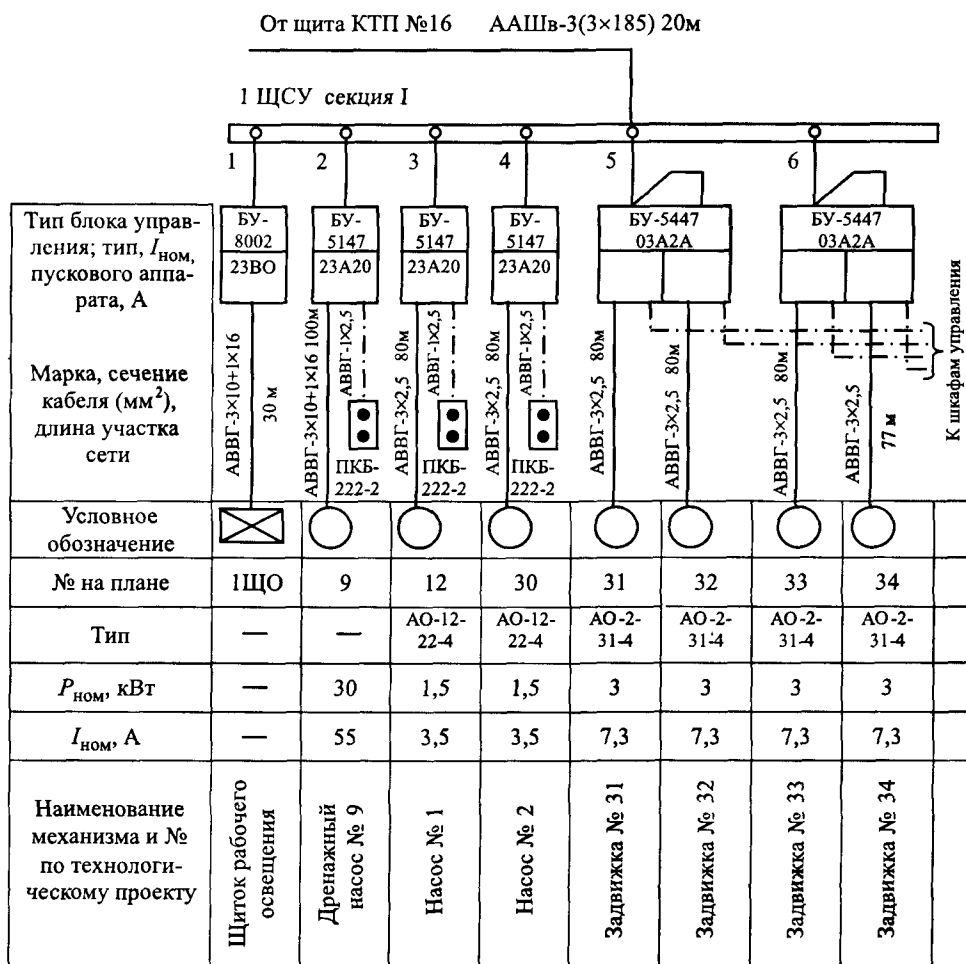 От щита КТП №16 ААШв-3(3×185) 20м
1 ЩСУ секция I
1 2 3 4 5 6
Тип блока управ-
ления; тип, Iном,
пускового аппа-
рата, А
БУ-
8002
23ВО
БУ-
5147
23А20
БУ-
5147
23А20
БУ-
5147
23А20
БУ-5447
03А2А
БУ-5447
03А2А
Марка, сечение
кабеля (мм²),
длина участка
сети
АВВГ-3×10+1×16
30 м
АВВГ-3×10+1×16 100м
АВВГ-1×2,5
ПКБ-
222-2
АВВГ-3×2,5 80м
АВВГ-1×2,5
ПКБ-
222-2
АВВГ-3×2,5 80м
АВВГ-1×2,5
ПКБ-
222-2
АВВГ-3×2,5 80м
АВВГ-3×2,5 80м
АВВГ-3×2,5 80м
АВВГ-3×2,5
77 м
К шкафам управления
Условное
обозначение
№ на плане 1ЩО 9 12 30 31 32 33 34
Тип — —
АО-12-
22-4
АО-12-
22-4
АО-2-
31-4
АО-2-
31-4
АО-2-
31-4
АО-2-
31-4
Pном, кВт — 30 1,5 1,5 3 3 3 3
Iном, А — 55 3,5 3,5 7,3 7,3 7,3 7,3
Наименование
механизма и №
по технологи-
ческому проекту
Щиток рабочего
освещения
Дренажный
насос № 9
Насос № 1
Насос № 2
Задвижка № 31
Задвижка № 32
Задвижка № 33
Задвижка № 34